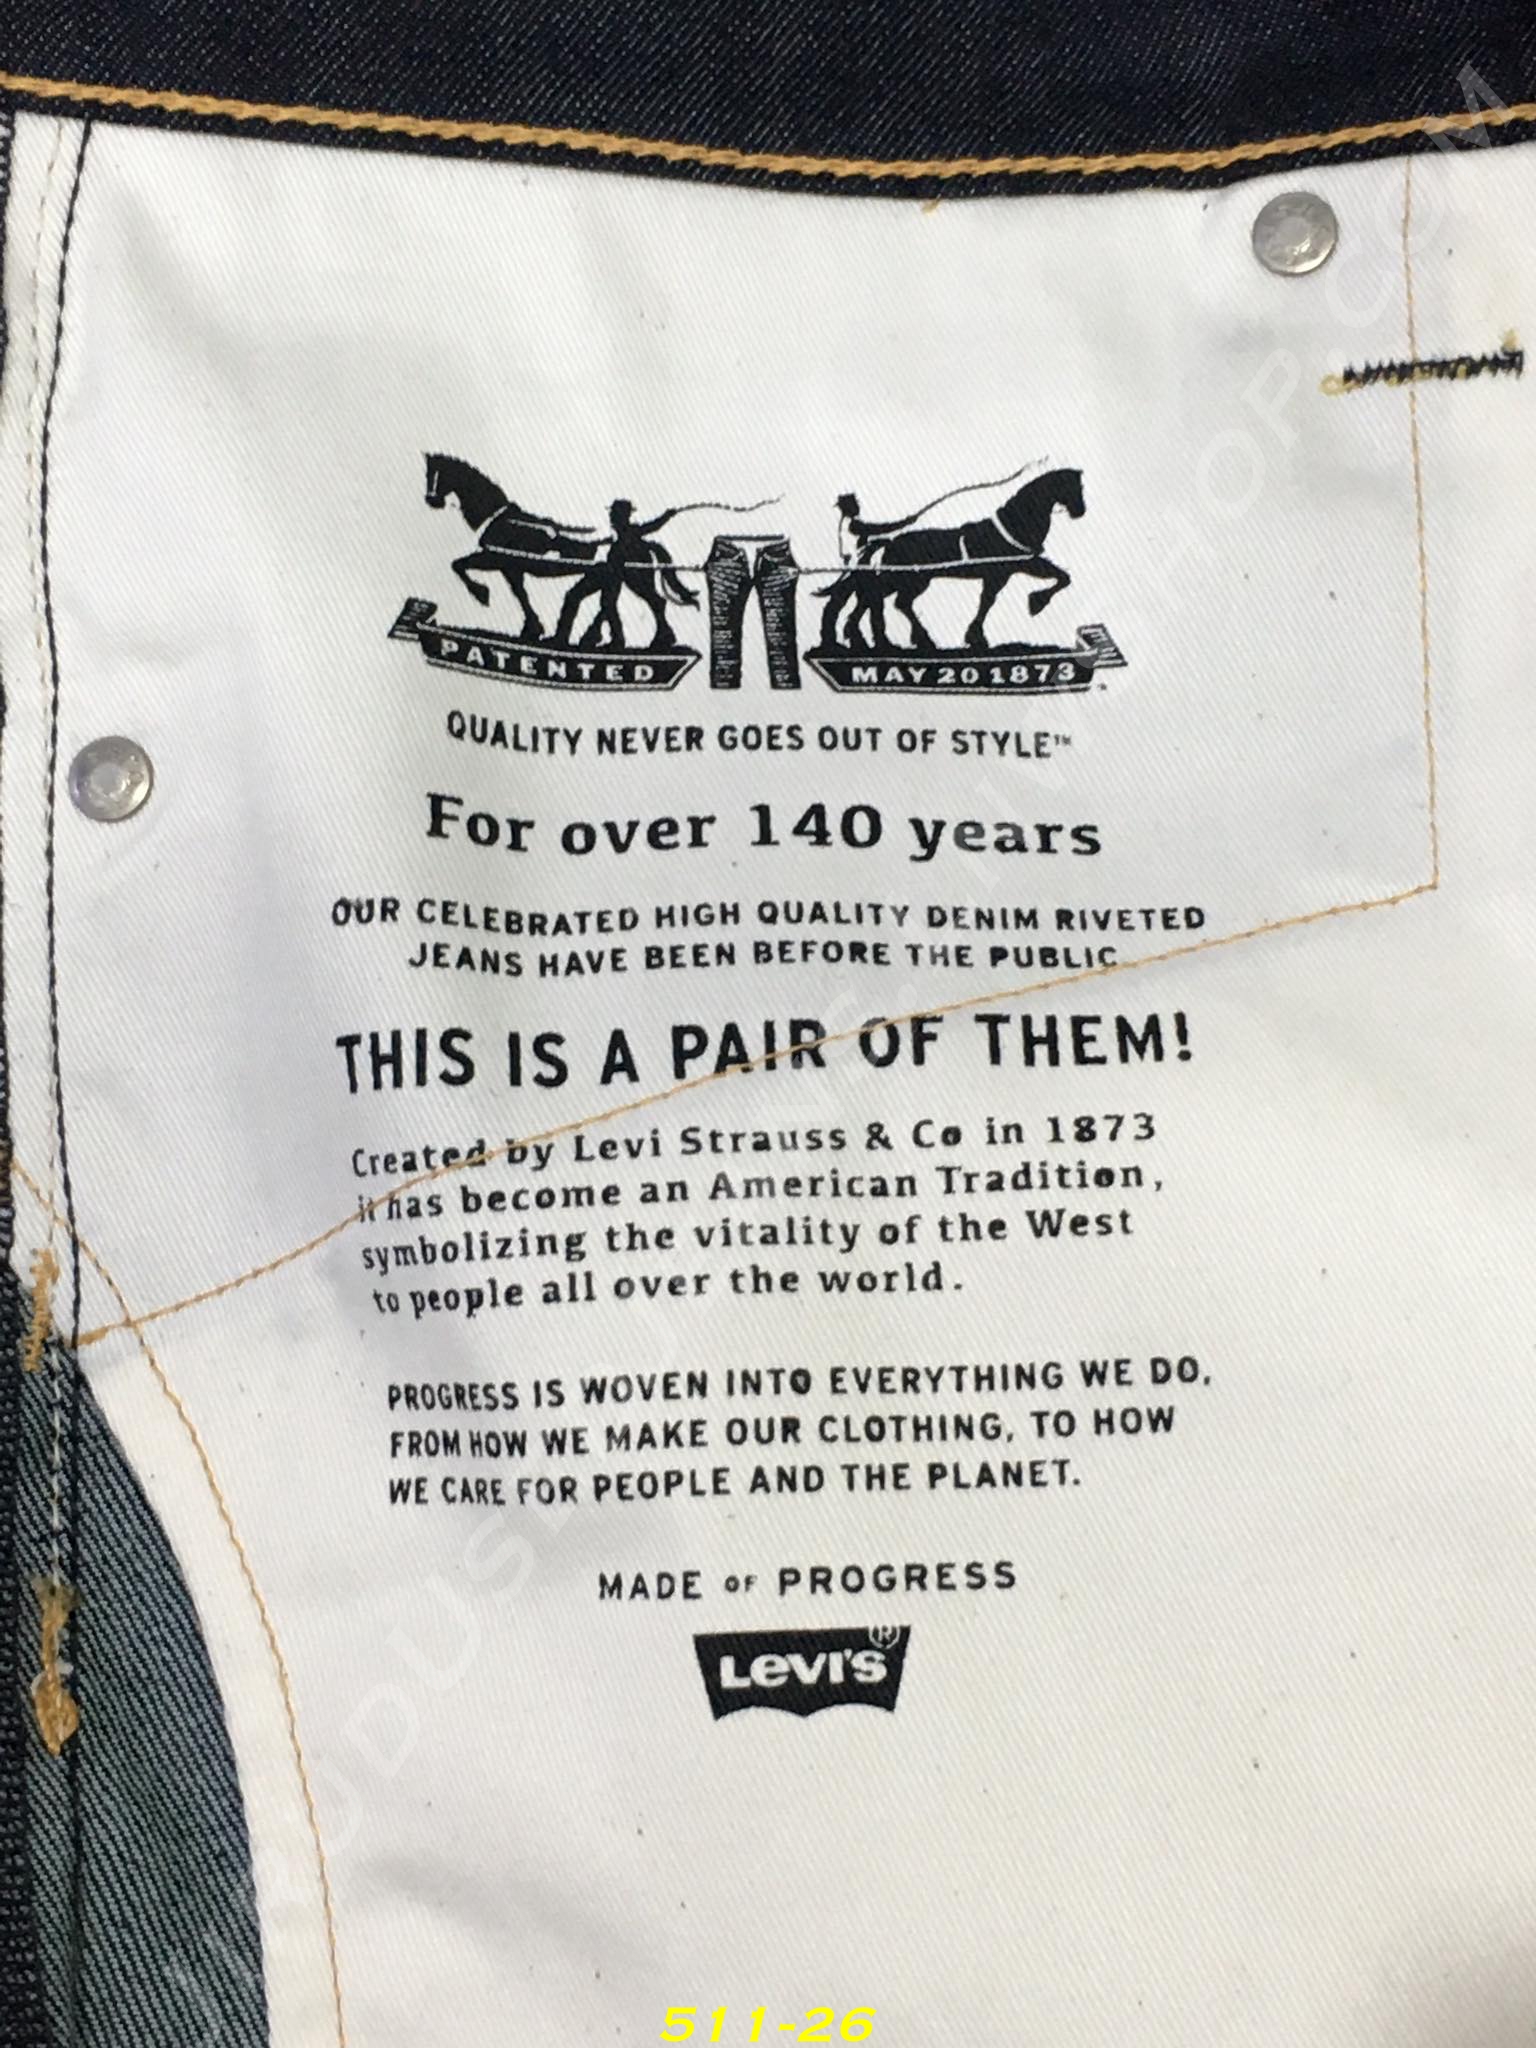 PATENTED
MAY 20 1873
QUALITY NEVER GOES OUT OF STYLE™
For over 140 years
OUR CELEBRATED HIGH QUALITY DENIM RIVETED
JEANS HAVE BEEN BEFORE THE PUBLIC
THIS IS A PAIR OF THEM!
Created by Levi Strauss & Co in 1873
it has become an American Tradition,
symbolizing the vitality of the West
to people all over the world.
PROGRESS IS WOVEN INTO EVERYTHING WE DO,
FROM HOW WE MAKE OUR CLOTHING, TO HOW
WE CARE FOR PEOPLE AND THE PLANET.
MADE OF PROGRESS
Levi's®
511-26